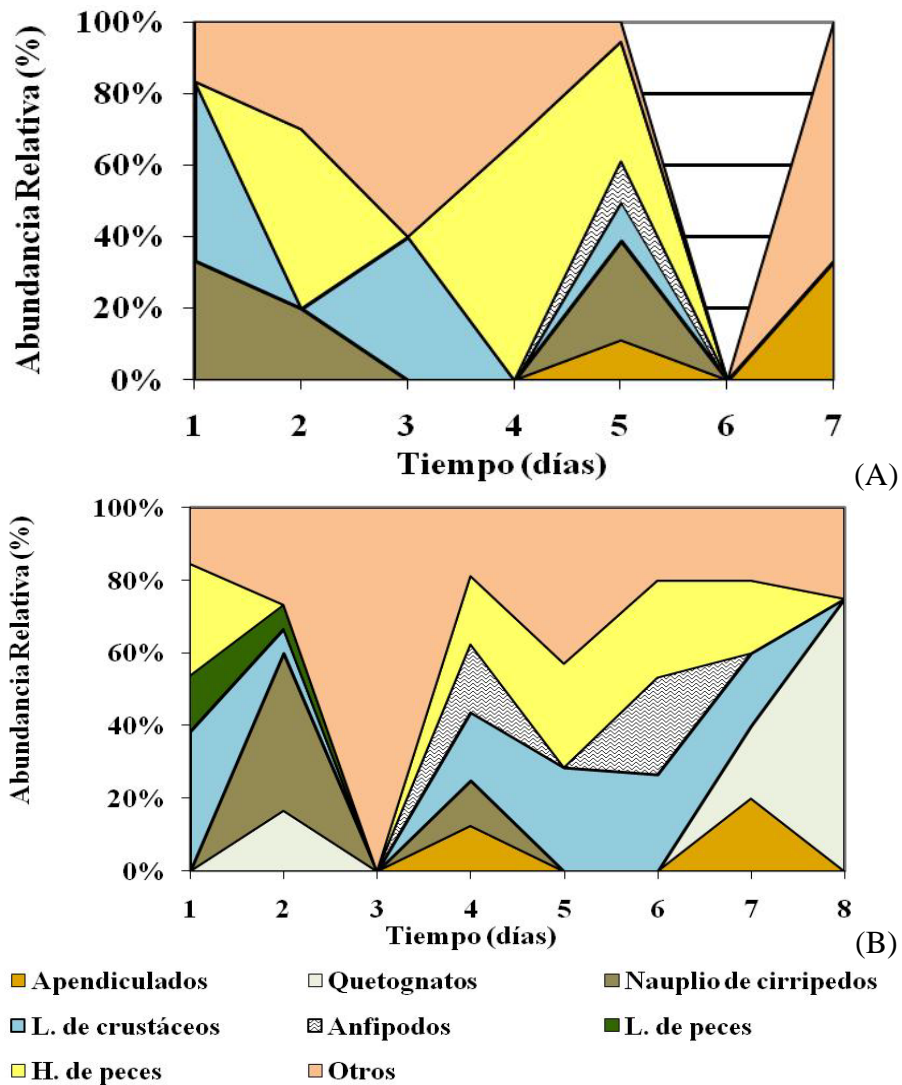 100%
80%
60%
40%
20%
0%
Abundancia Relativa (%)
1 2 3 4 5 6 7
Tiempo (días)
(A)
100%
80%
60%
40%
20%
0%
Abundancia Relativa (%)
1 2 3 4 5 6 7 8
Tiempo (días)
(B)
Apendiculados Quetognatos Nauplio de cirripedos
L. de crustáceos Anfipodos L. de peces
H. de peces Otros